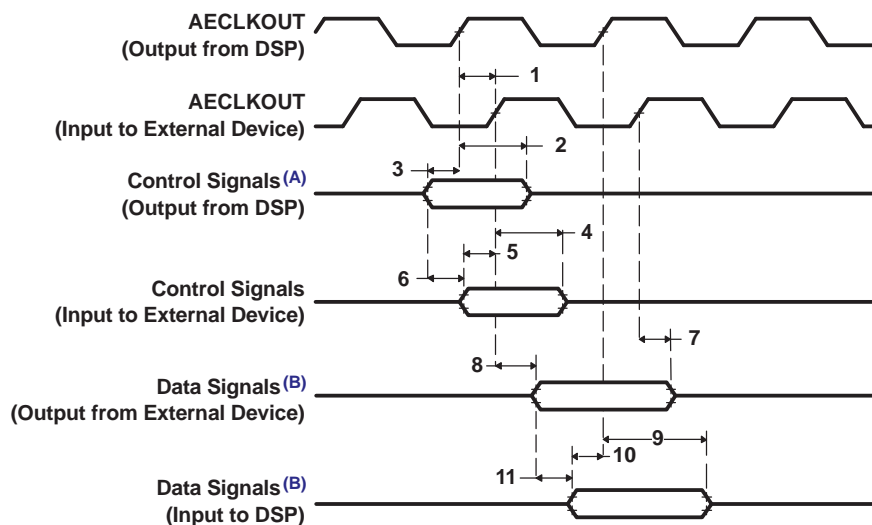 AECLKOUT
(Output from DSP)
1
AECLKOUT
(Input to External Device)
2
3
Control Signals(A)
(Output from DSP)
4
5
6
Control Signals
(Input to External Device)
7
8
Data Signals(B)
(Output from External Device)
9
10
11
Data Signals(B)
(Input to DSP)